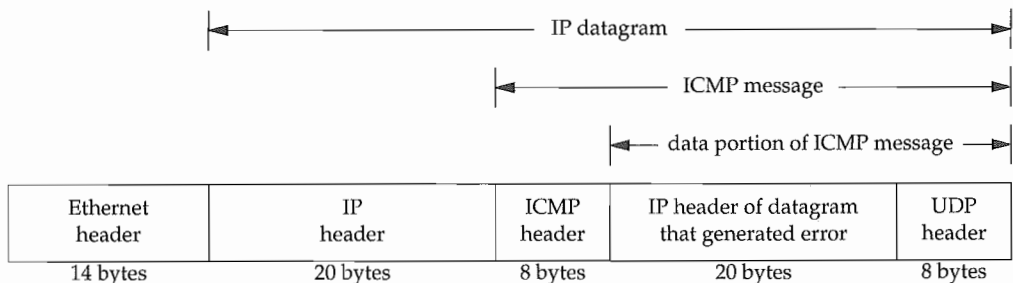 IP datagram
ICMP message
data portion of ICMP message
Ethernet
header
IP
header
ICMP
header
IP header of datagram
that generated error
UDP
header
14 bytes
20 bytes
8 bytes
20 bytes
8 bytes